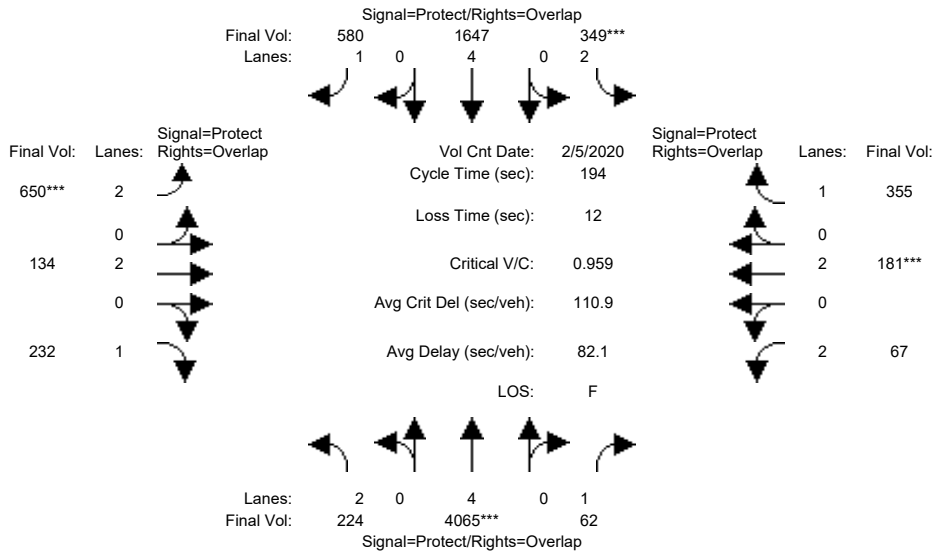 Signal=Protect/Rights=Overlap
Final Vol: 580 1647 349***
Lanes: 1 0 4 0 2
Signal=Protect
Final Vol: Lanes: Rights=Overlap
Vol Cnt Date: 2/5/2020
Signal=Protect
Rights=Overlap Lanes: Final Vol:
Cycle Time (sec): 194
650*** 2
1 355
Loss Time (sec): 12
0
0
134 2
Critical V/C: 0.959
2 181***
0
Avg Crit Del (sec/veh): 110.9
0
232 1
Avg Delay (sec/veh): 82.1
2 67
LOS: F
Lanes: 2 0 4 0 1
Final Vol: 224 4065*** 62
Signal=Protect/Rights=Overlap